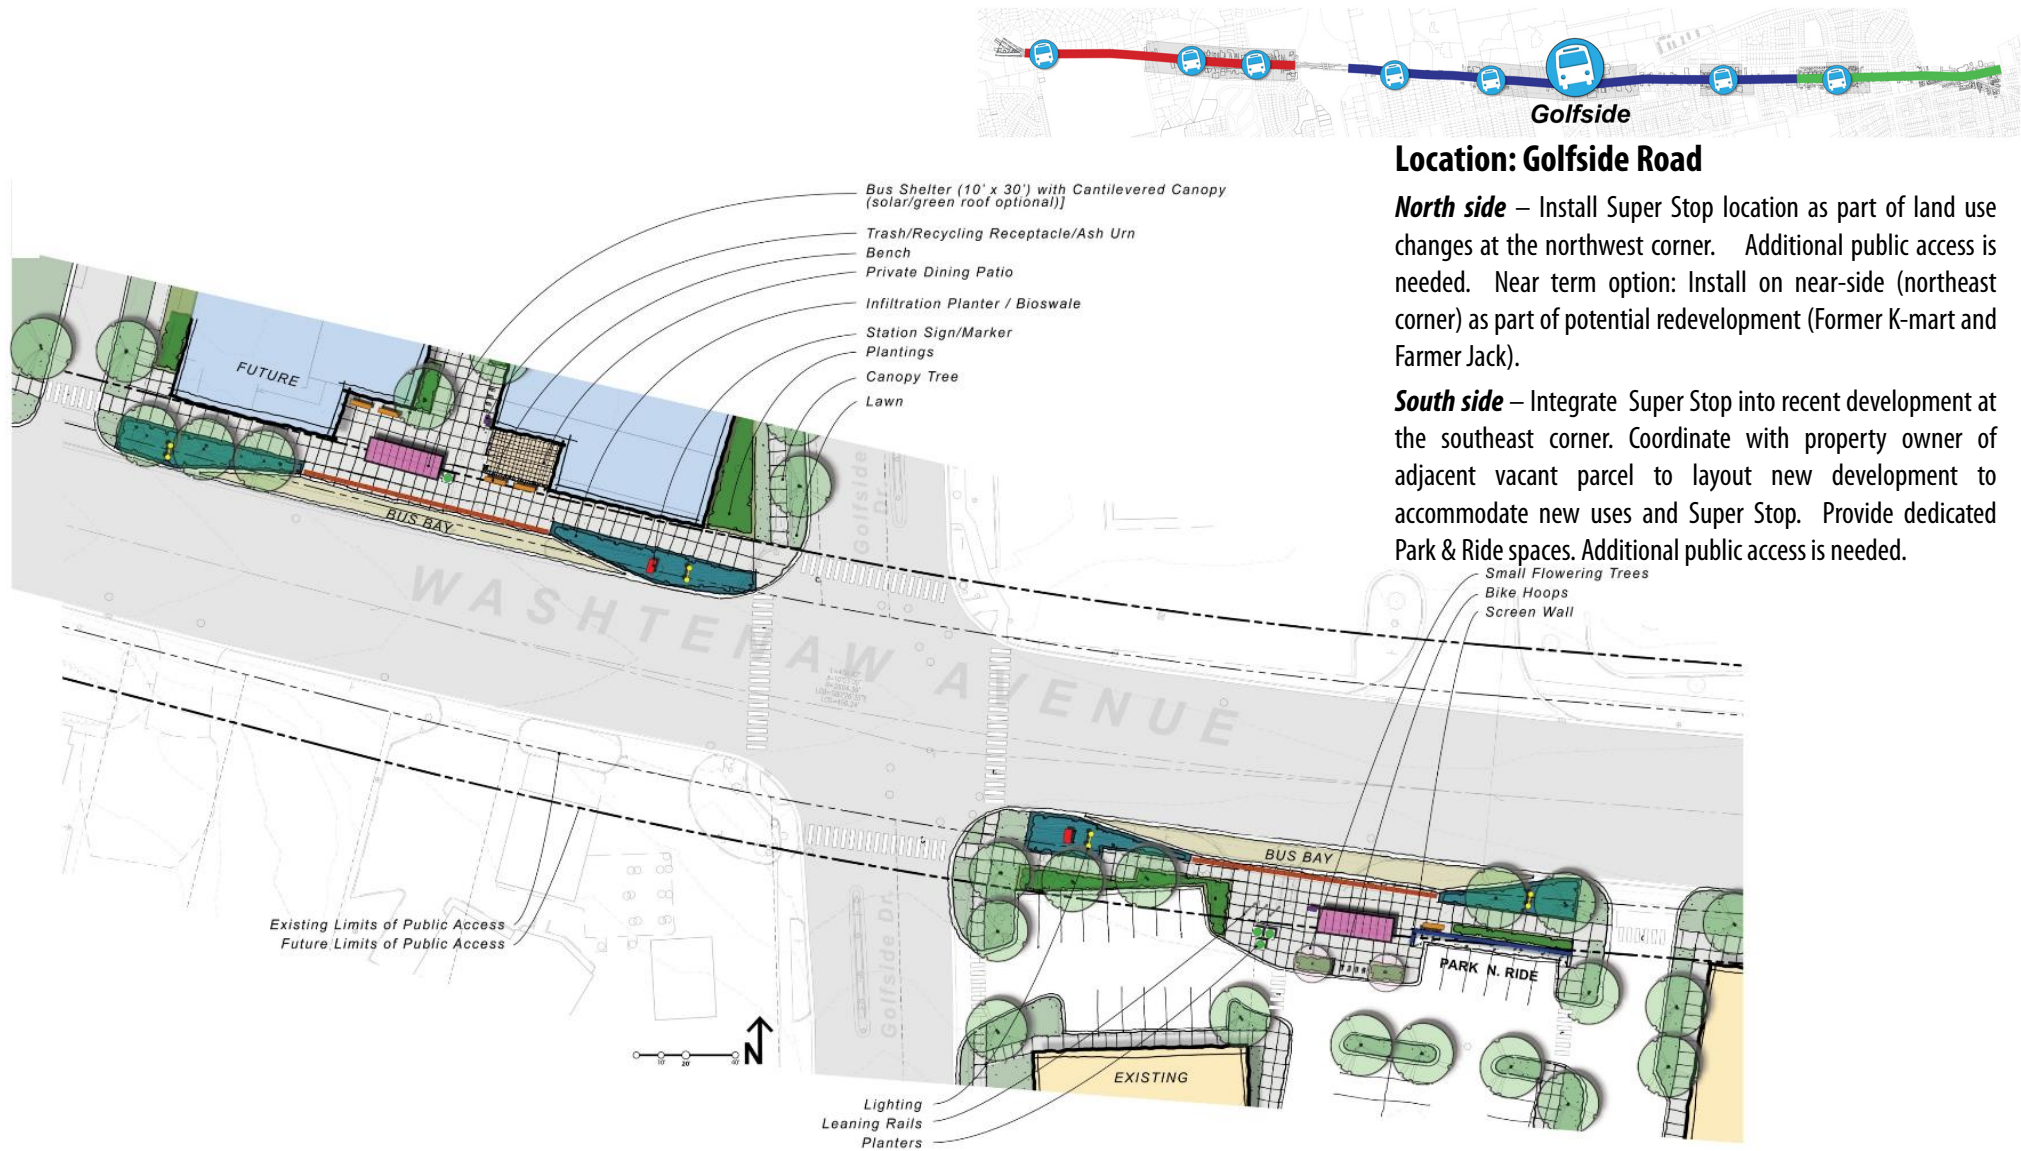 Golfside
Location: Golfside Road
North side – Install Super Stop location as part of land use
changes at the northwest corner. Additional public access is
needed. Near term option: Install on near-side (northeast
corner) as part of potential redevelopment (Former K-mart and
Farmer Jack).
South side – Integrate Super Stop into recent development at
the southeast corner. Coordinate with property owner of
adjacent vacant parcel to layout new development to
accommodate new uses and Super Stop. Provide dedicated
Park & Ride spaces. Additional public access is needed.
Bus Shelter (10' x 30') with Cantilevered Canopy
(solar/green roof optional)]
Trash/Recycling Receptacle/Ash Urn
Bench
Private Dining Patio
Infiltration Planter / Bioswale
Station Sign/Marker
Plantings
Canopy Tree
Lawn
FUTURE
BUS BAY
Golfside
Dr.
WASHTENAW AVENUE
Small Flowering Trees
Bike Hoops
Screen Wall
BUS BAY
PARK N. RIDE
Existing Limits of Public Access
Future Limits of Public Access
Golfside Dr.
N
10' 20' 40'
EXISTING
Lighting
Leaning Rails
Planters